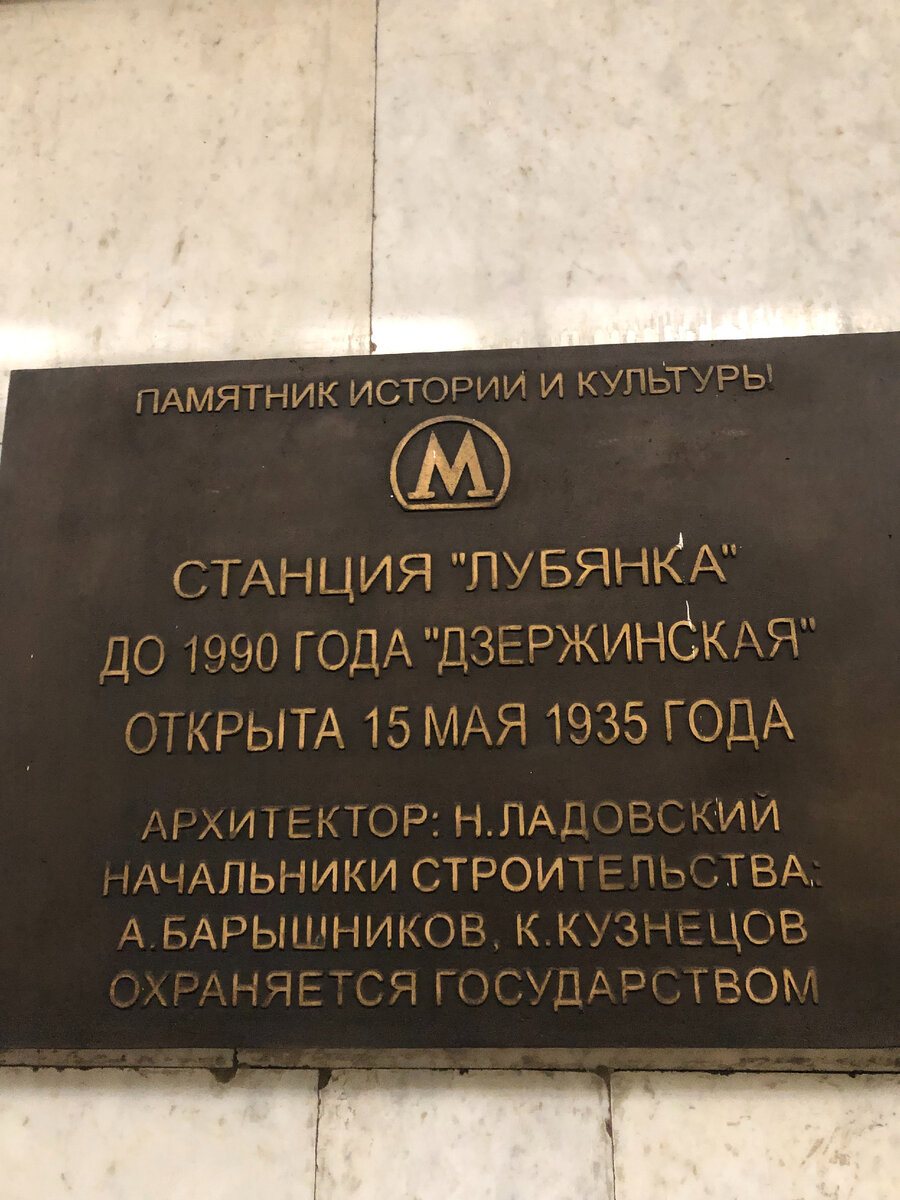 ПАМЯТНИК ИСТОРИИ И КУЛЬТУРЫ
М
СТАНЦИЯ "ЛУБЯНКА"
ДО 1990 ГОДА "ДЗЕРЖИНСКАЯ"
ОТКРЫТА 15 МАЯ 1935 ГОДА
АРХИТЕКТОР: Н.ЛАДОВСКИЙ
НАЧАЛЬНИКИ СТРОИТЕЛЬСТВА:
А.БАРЫШНИКОВ, К.КУЗНЕЦОВ
ОХРАНЯЕТСЯ ГОСУДАРСТВОМ